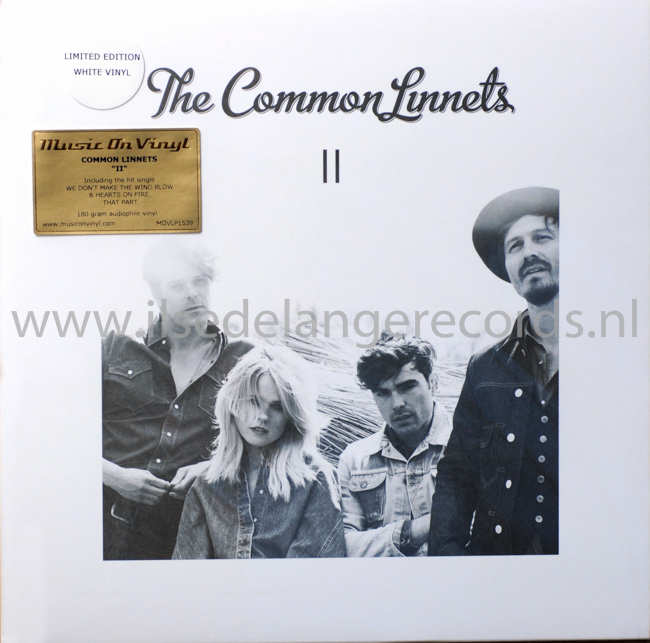 LIMITED EDITION
WHITE VINYL
The Common Linnets
II
Music On Vinyl
COMMON LINNETS
"II"
Including the hit single
WE DON'T MAKE THE WIND BLOW
& HEARTS ON FIRE,
THAT PART
180 gram audiophile vinyl
www.musiconvinyl.com MOVLP1539
www.ilsedelangerecords.nl